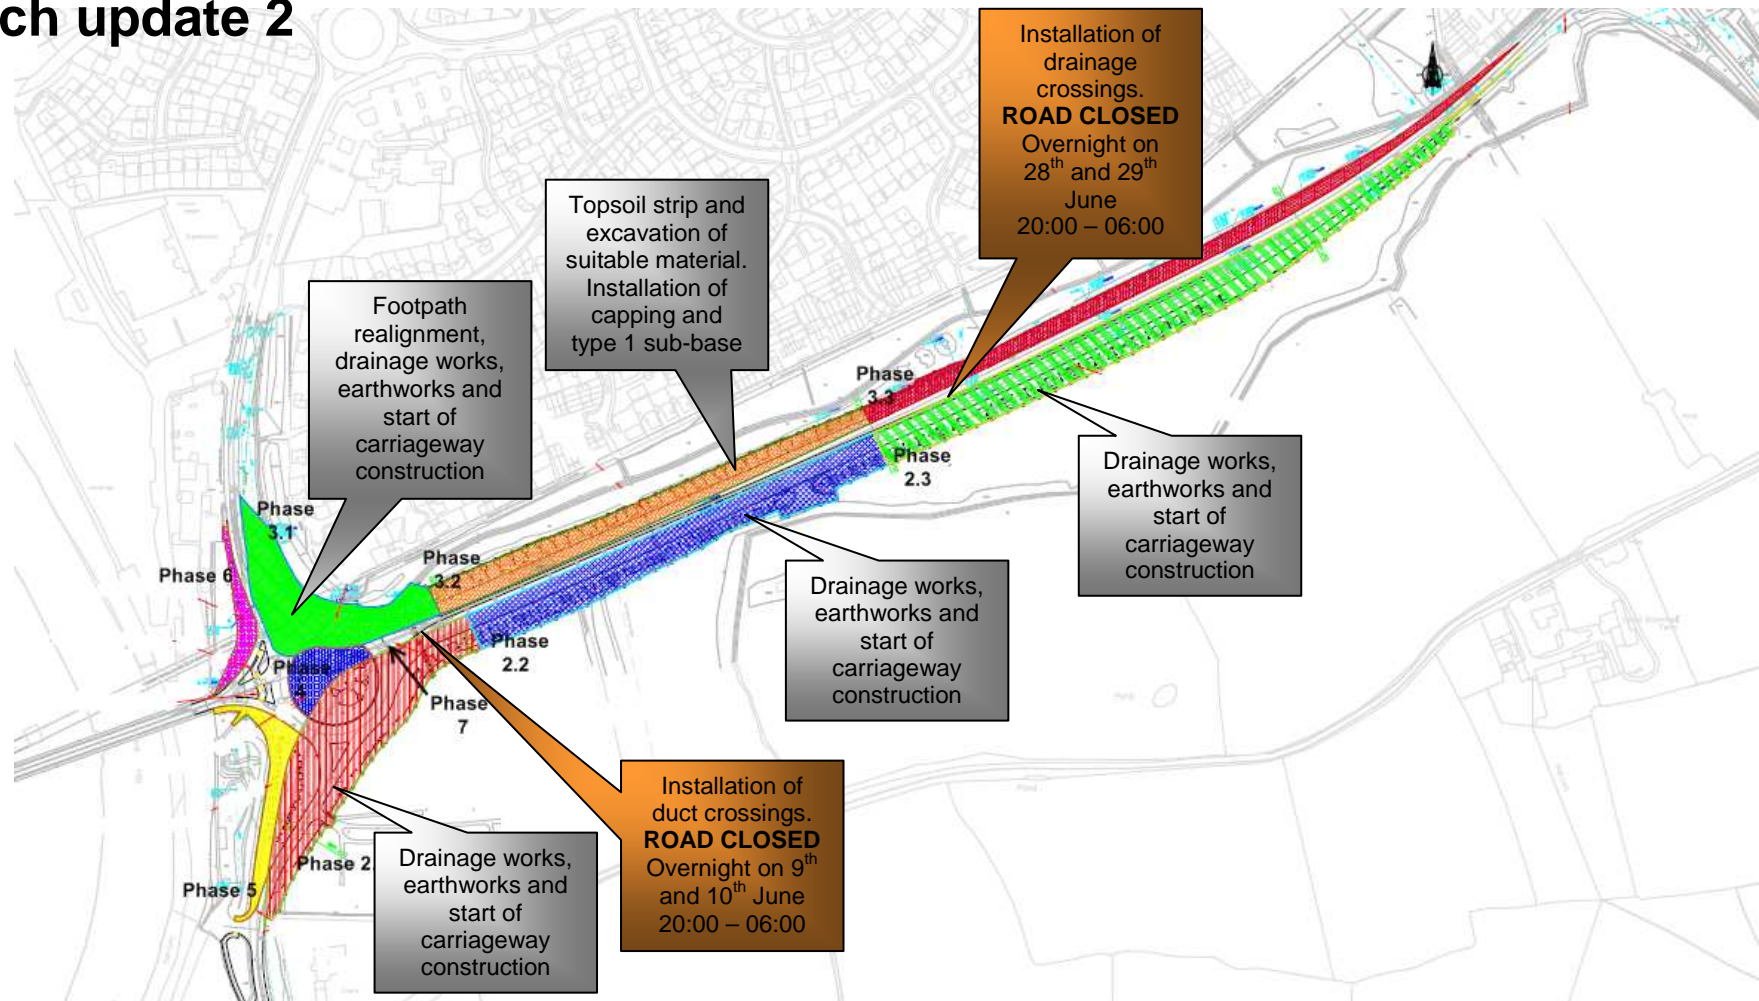 ch update 2
Installation of
drainage
crossings.
ROAD CLOSED
Overnight on
28th and 29th
June
20:00 – 06:00
Topsoil strip and
excavation of
suitable material.
Installation of
capping and
type 1 sub-base
Footpath
realignment,
drainage works,
earthworks and
start of
carriageway
construction
Phase
3.3
Phase
2.3
Drainage works,
earthworks and
start of
carriageway
construction
Phase
3.1
Phase
3.2
Phase 6
Drainage works,
earthworks and
start of
carriageway
construction
Phase
2.2
Phase
4
Phase
7
Installation of
duct crossings.
ROAD CLOSED
Overnight on 9th
and 10th June
20:00 – 06:00
Phase 2.
Phase 5
Drainage works,
earthworks and
start of
carriageway
construction